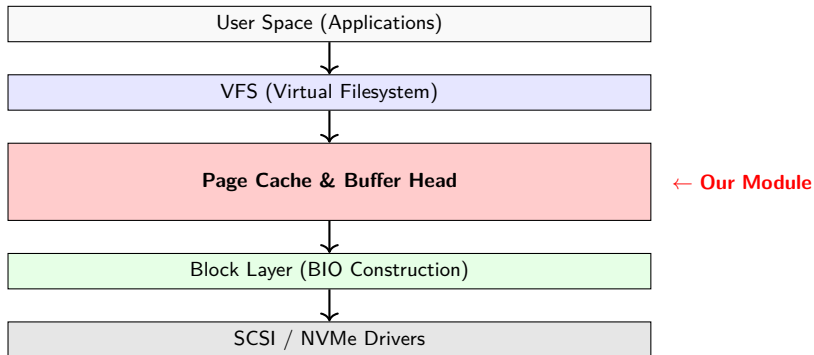 User Space (Applications)
VFS (Virtual Filesystem)
Page Cache & Buffer Head
← Our Module
Block Layer (BIO Construction)
SCSI / NVMe Drivers